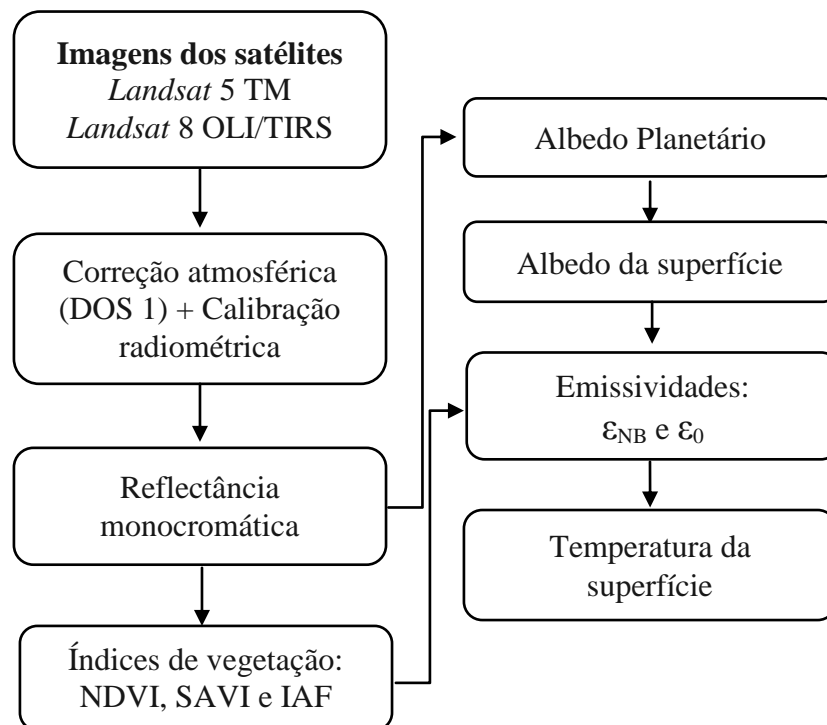 Imagens dos satélites
Landsat 5 TM
Landsat 8 OLI/TIRS
Correção atmosférica
(DOS 1) + Calibração
radiométrica
Reflectância
monocromática
Índices de vegetação:
NDVI, SAVI e IAF
Albedo Planetário
Albedo da superfície
Emissividades:
εNB e ε0
Temperatura da
superfície